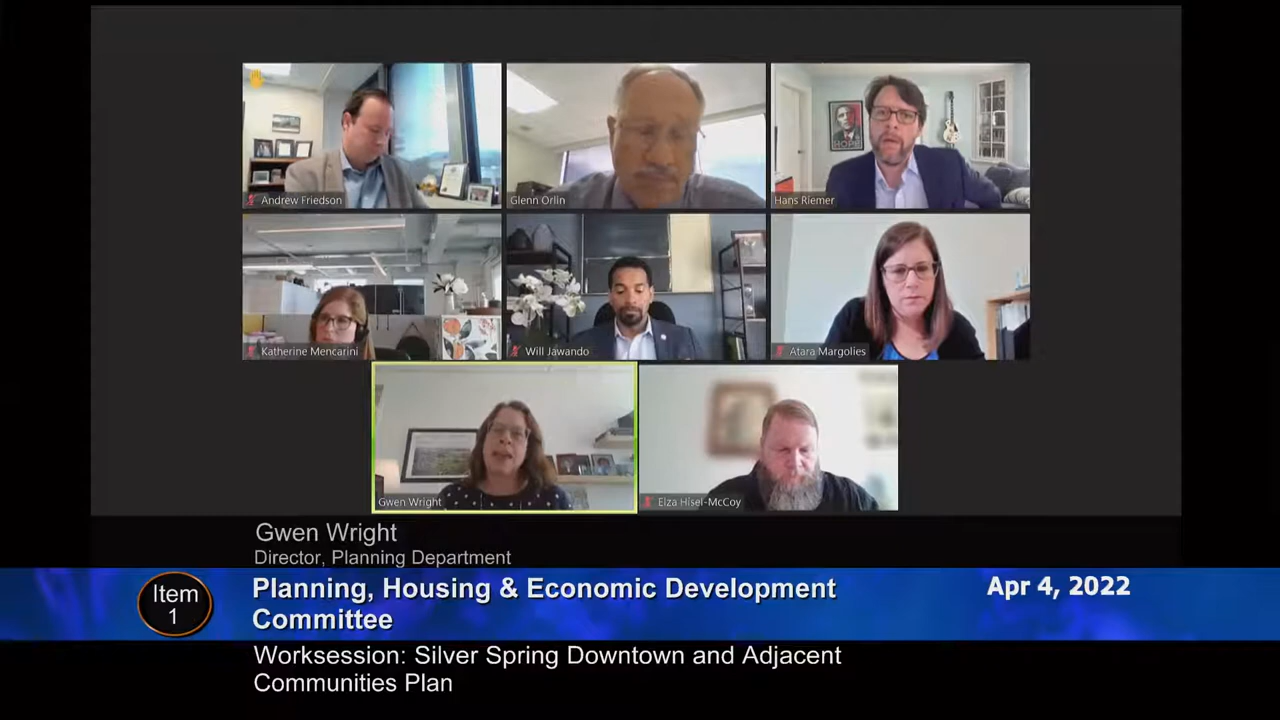 Andrew Friedson
Glenn Orlin
Hans Riemer
HOPE
Katherine Mencarini
Will Jawando
Atara Margolies
Gwen Wright
Elza Hisel-McCoy
Gwen Wright
Director, Planning Department
Item
1
Planning, Housing & Economic Development
Committee
Apr 4, 2022
Worksession: Silver Spring Downtown and Adjacent
Communities Plan